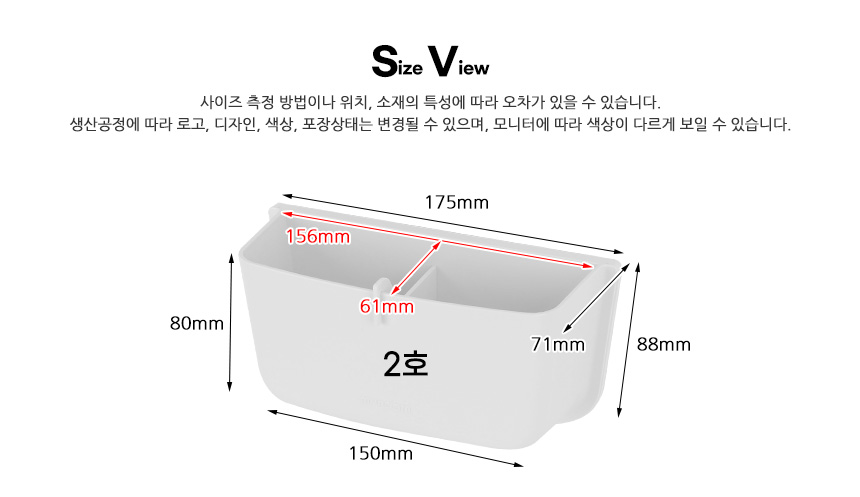 Size View
사이즈 측정 방법이나 위치, 소재의 특성에 따라 오차가 있을 수 있습니다.
생산공정에 따라 로고, 디자인, 색상, 포장상태는 변경될 수 있으며, 모니터에 따라 색상이 다르게 보일 수 있습니다.
175mm
156mm
61mm
80mm
71mm
88mm
2호
150mm